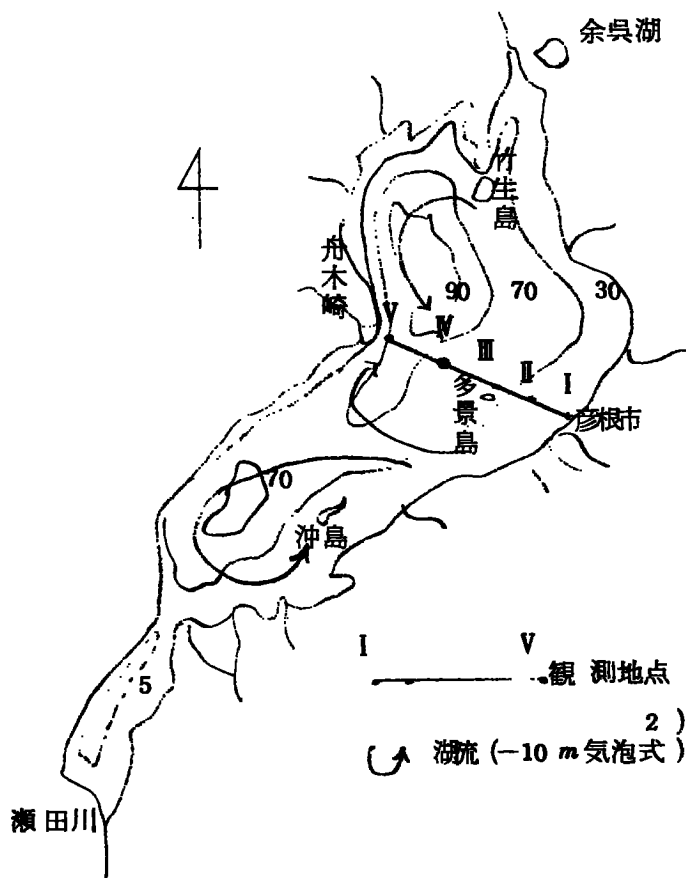 余呉湖
竹生島
舟木崎
90
70
30
V
IV
III
II
I
多景島
彦根市
70
沖島
I
V
観測地点
5
2)
湖流(-10m気泡式)
瀬田川